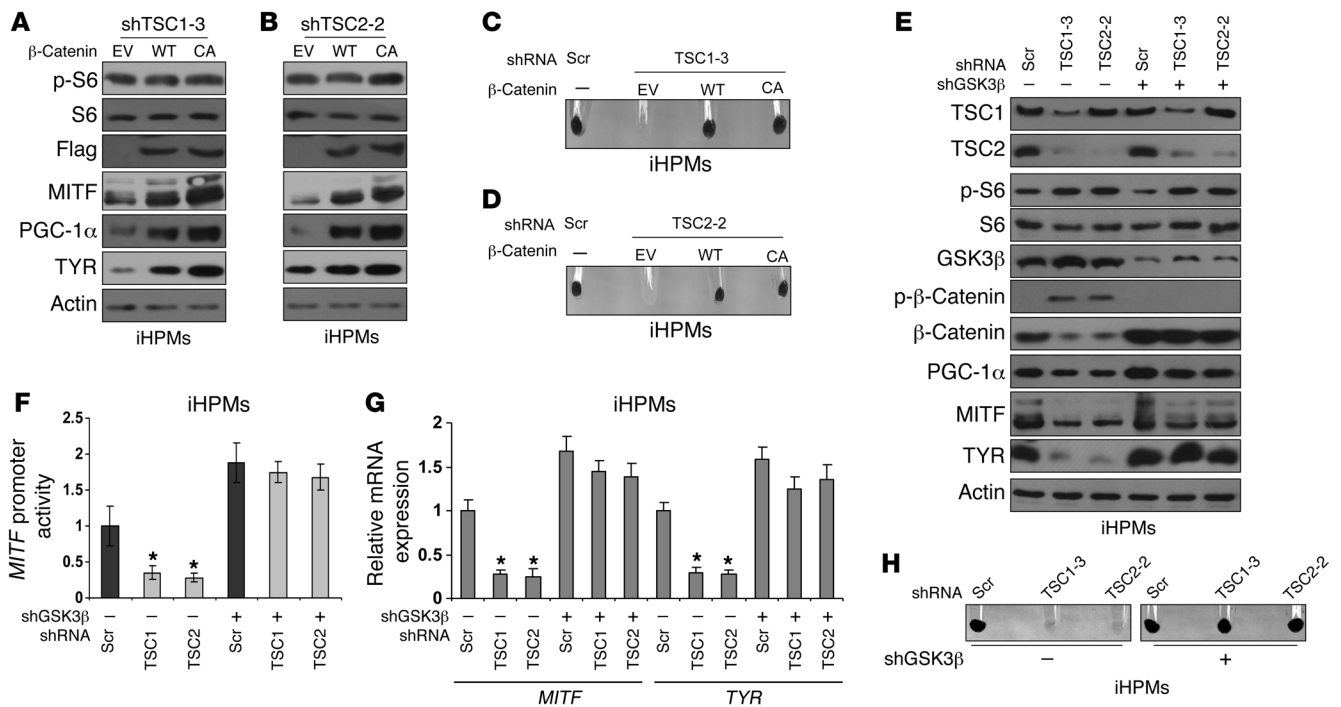 A
shTSC1-3
β-Catenin EV WT CA
p-S6
S6
Flag
MITF
PGC-1α
TYR
Actin
iHPMs
B
shTSC2-2
EV WT CA
iHPMs
C
shRNA Scr TSC1-3
β-Catenin – EV WT CA
iHPMs
D
shRNA Scr TSC2-2
β-Catenin – EV WT CA
iHPMs
E
shRNA Scr TSC1-3 TSC2-2 Scr TSC1-3 TSC2-2
shGSK3β – – – + + +
TSC1
TSC2
p-S6
S6
GSK3β
p-β-Catenin
β-Catenin
PGC-1α
MITF
TYR
Actin
iHPMs
F
iHPMs
MITF promoter
activity
2.5
2
1.5
1
0.5
0
* *
shGSK3β – – – + + +
shRNA Scr TSC1 TSC2 Scr TSC1 TSC2
G
iHPMs
Relative mRNA
expression
2
1.5
1
0.5
0
* * * *
shGSK3β – – – + + + – – – + + +
shRNA Scr TSC1 TSC2 Scr TSC1 TSC2 Scr TSC1 TSC2 Scr TSC1 TSC2
MITF TYR
H
shRNA Scr TSC1-3 TSC2-2 Scr TSC1-3 TSC2-2
shGSK3β – +
iHPMs